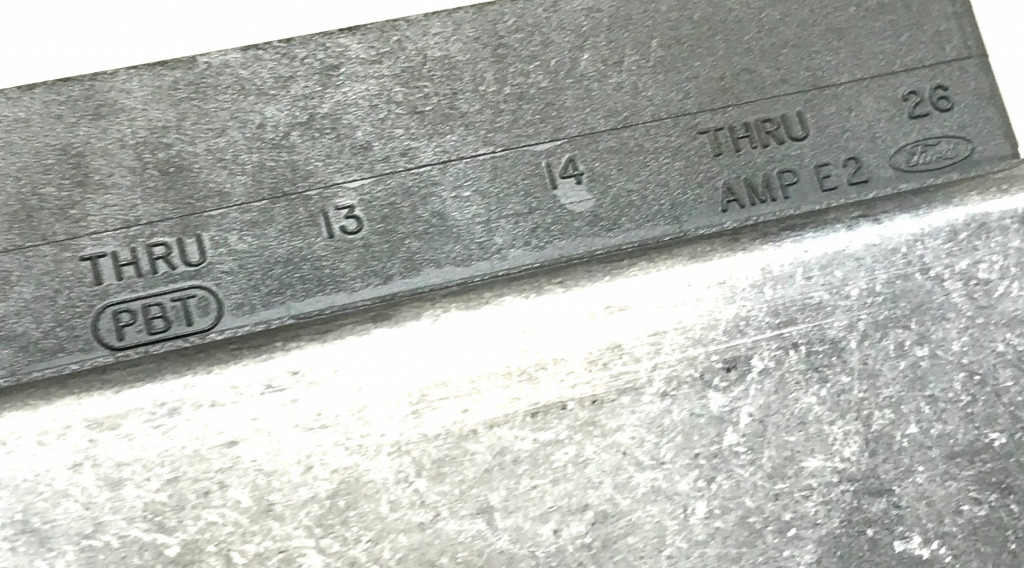 THRU 13 14 THRU 26
PBT AMP E2 Ford